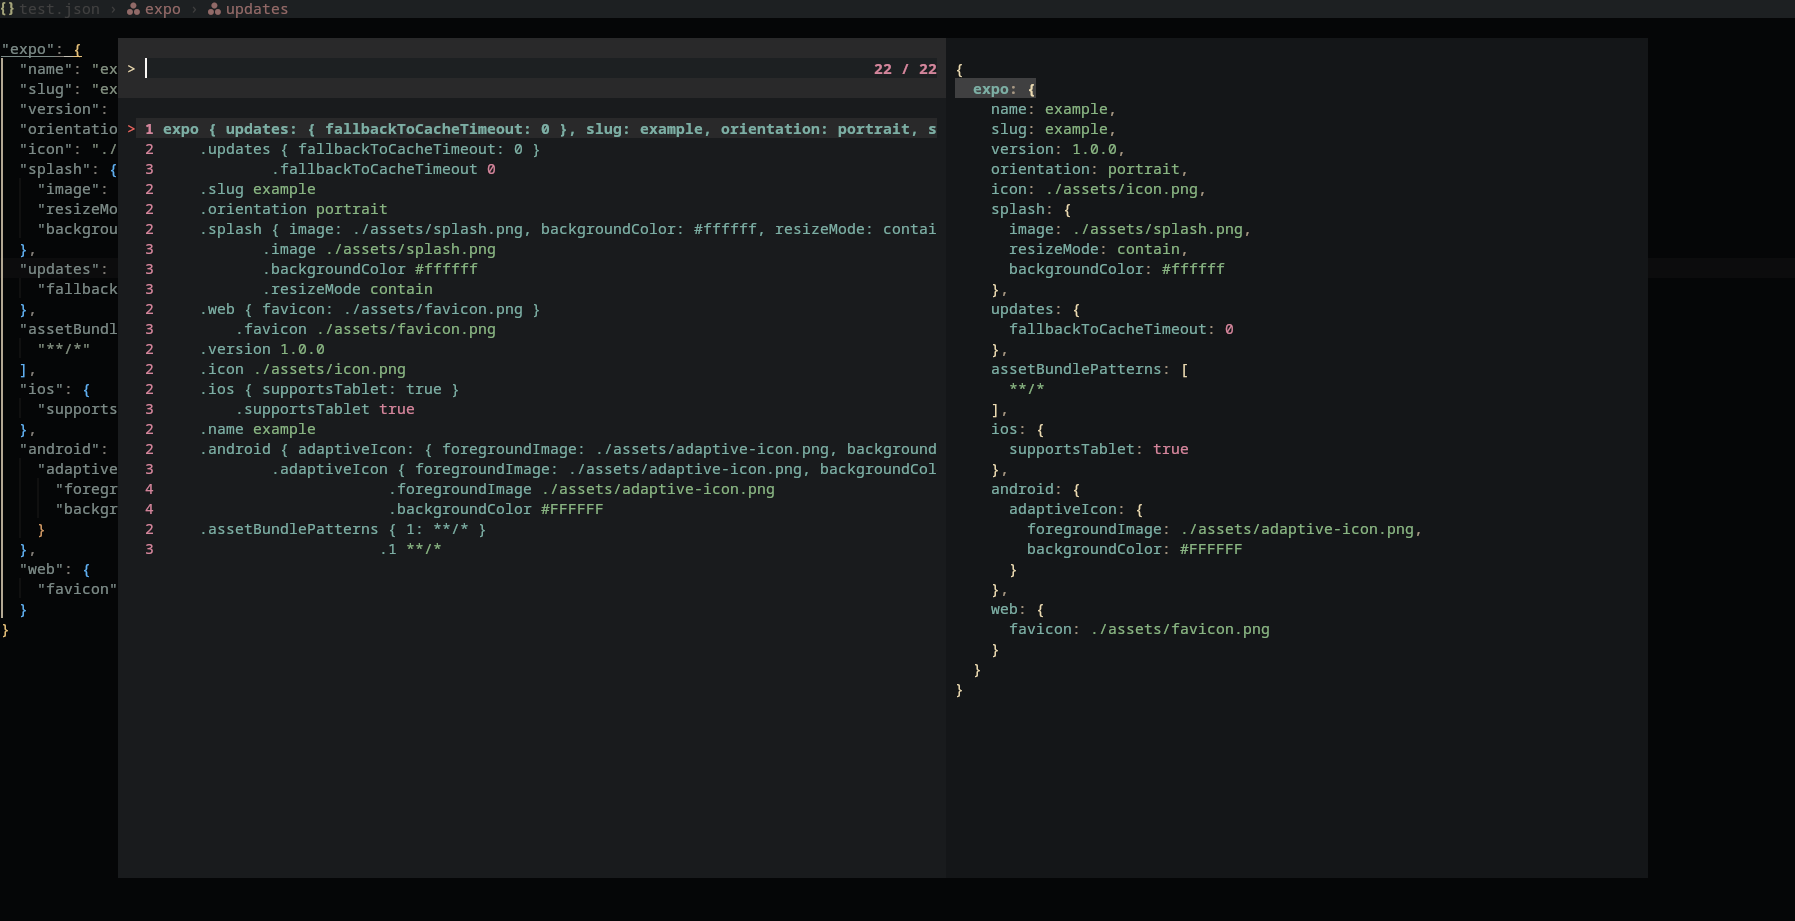 {} test.json › expo › updates
"expo": {
"name": "ex
"slug": "ex
"version":
"orientatio
"icon": "./
"splash": {
"image":
"resizeMo
"backgrou
},
"updates":
"fallback
},
"assetBundl
"**/*"
],
"ios": {
"supports
},
"android":
"adaptive
"foregr
"backgr
}
},
"web": {
"favicon"
}
}
> 22 / 22
> 1 expo { updates: { fallbackToCacheTimeout: 0 }, slug: example, orientation: portrait, s
2 .updates { fallbackToCacheTimeout: 0 }
3 .fallbackToCacheTimeout 0
2 .slug example
2 .orientation portrait
2 .splash { image: ./assets/splash.png, backgroundColor: #ffffff, resizeMode: contai
3 .image ./assets/splash.png
3 .backgroundColor #ffffff
3 .resizeMode contain
2 .web { favicon: ./assets/favicon.png }
3 .favicon ./assets/favicon.png
2 .version 1.0.0
2 .icon ./assets/icon.png
2 .ios { supportsTablet: true }
3 .supportsTablet true
2 .name example
2 .android { adaptiveIcon: { foregroundImage: ./assets/adaptive-icon.png, background
3 .adaptiveIcon { foregroundImage: ./assets/adaptive-icon.png, backgroundCol
4 .foregroundImage ./assets/adaptive-icon.png
4 .backgroundColor #FFFFFF
2 .assetBundlePatterns { 1: **/* }
3 .1 **/*
{
expo: {
name: example,
slug: example,
version: 1.0.0,
orientation: portrait,
icon: ./assets/icon.png,
splash: {
image: ./assets/splash.png,
resizeMode: contain,
backgroundColor: #ffffff
},
updates: {
fallbackToCacheTimeout: 0
},
assetBundlePatterns: [
**/*
],
ios: {
supportsTablet: true
},
android: {
adaptiveIcon: {
foregroundImage: ./assets/adaptive-icon.png,
backgroundColor: #FFFFFF
}
},
web: {
favicon: ./assets/favicon.png
}
}
}